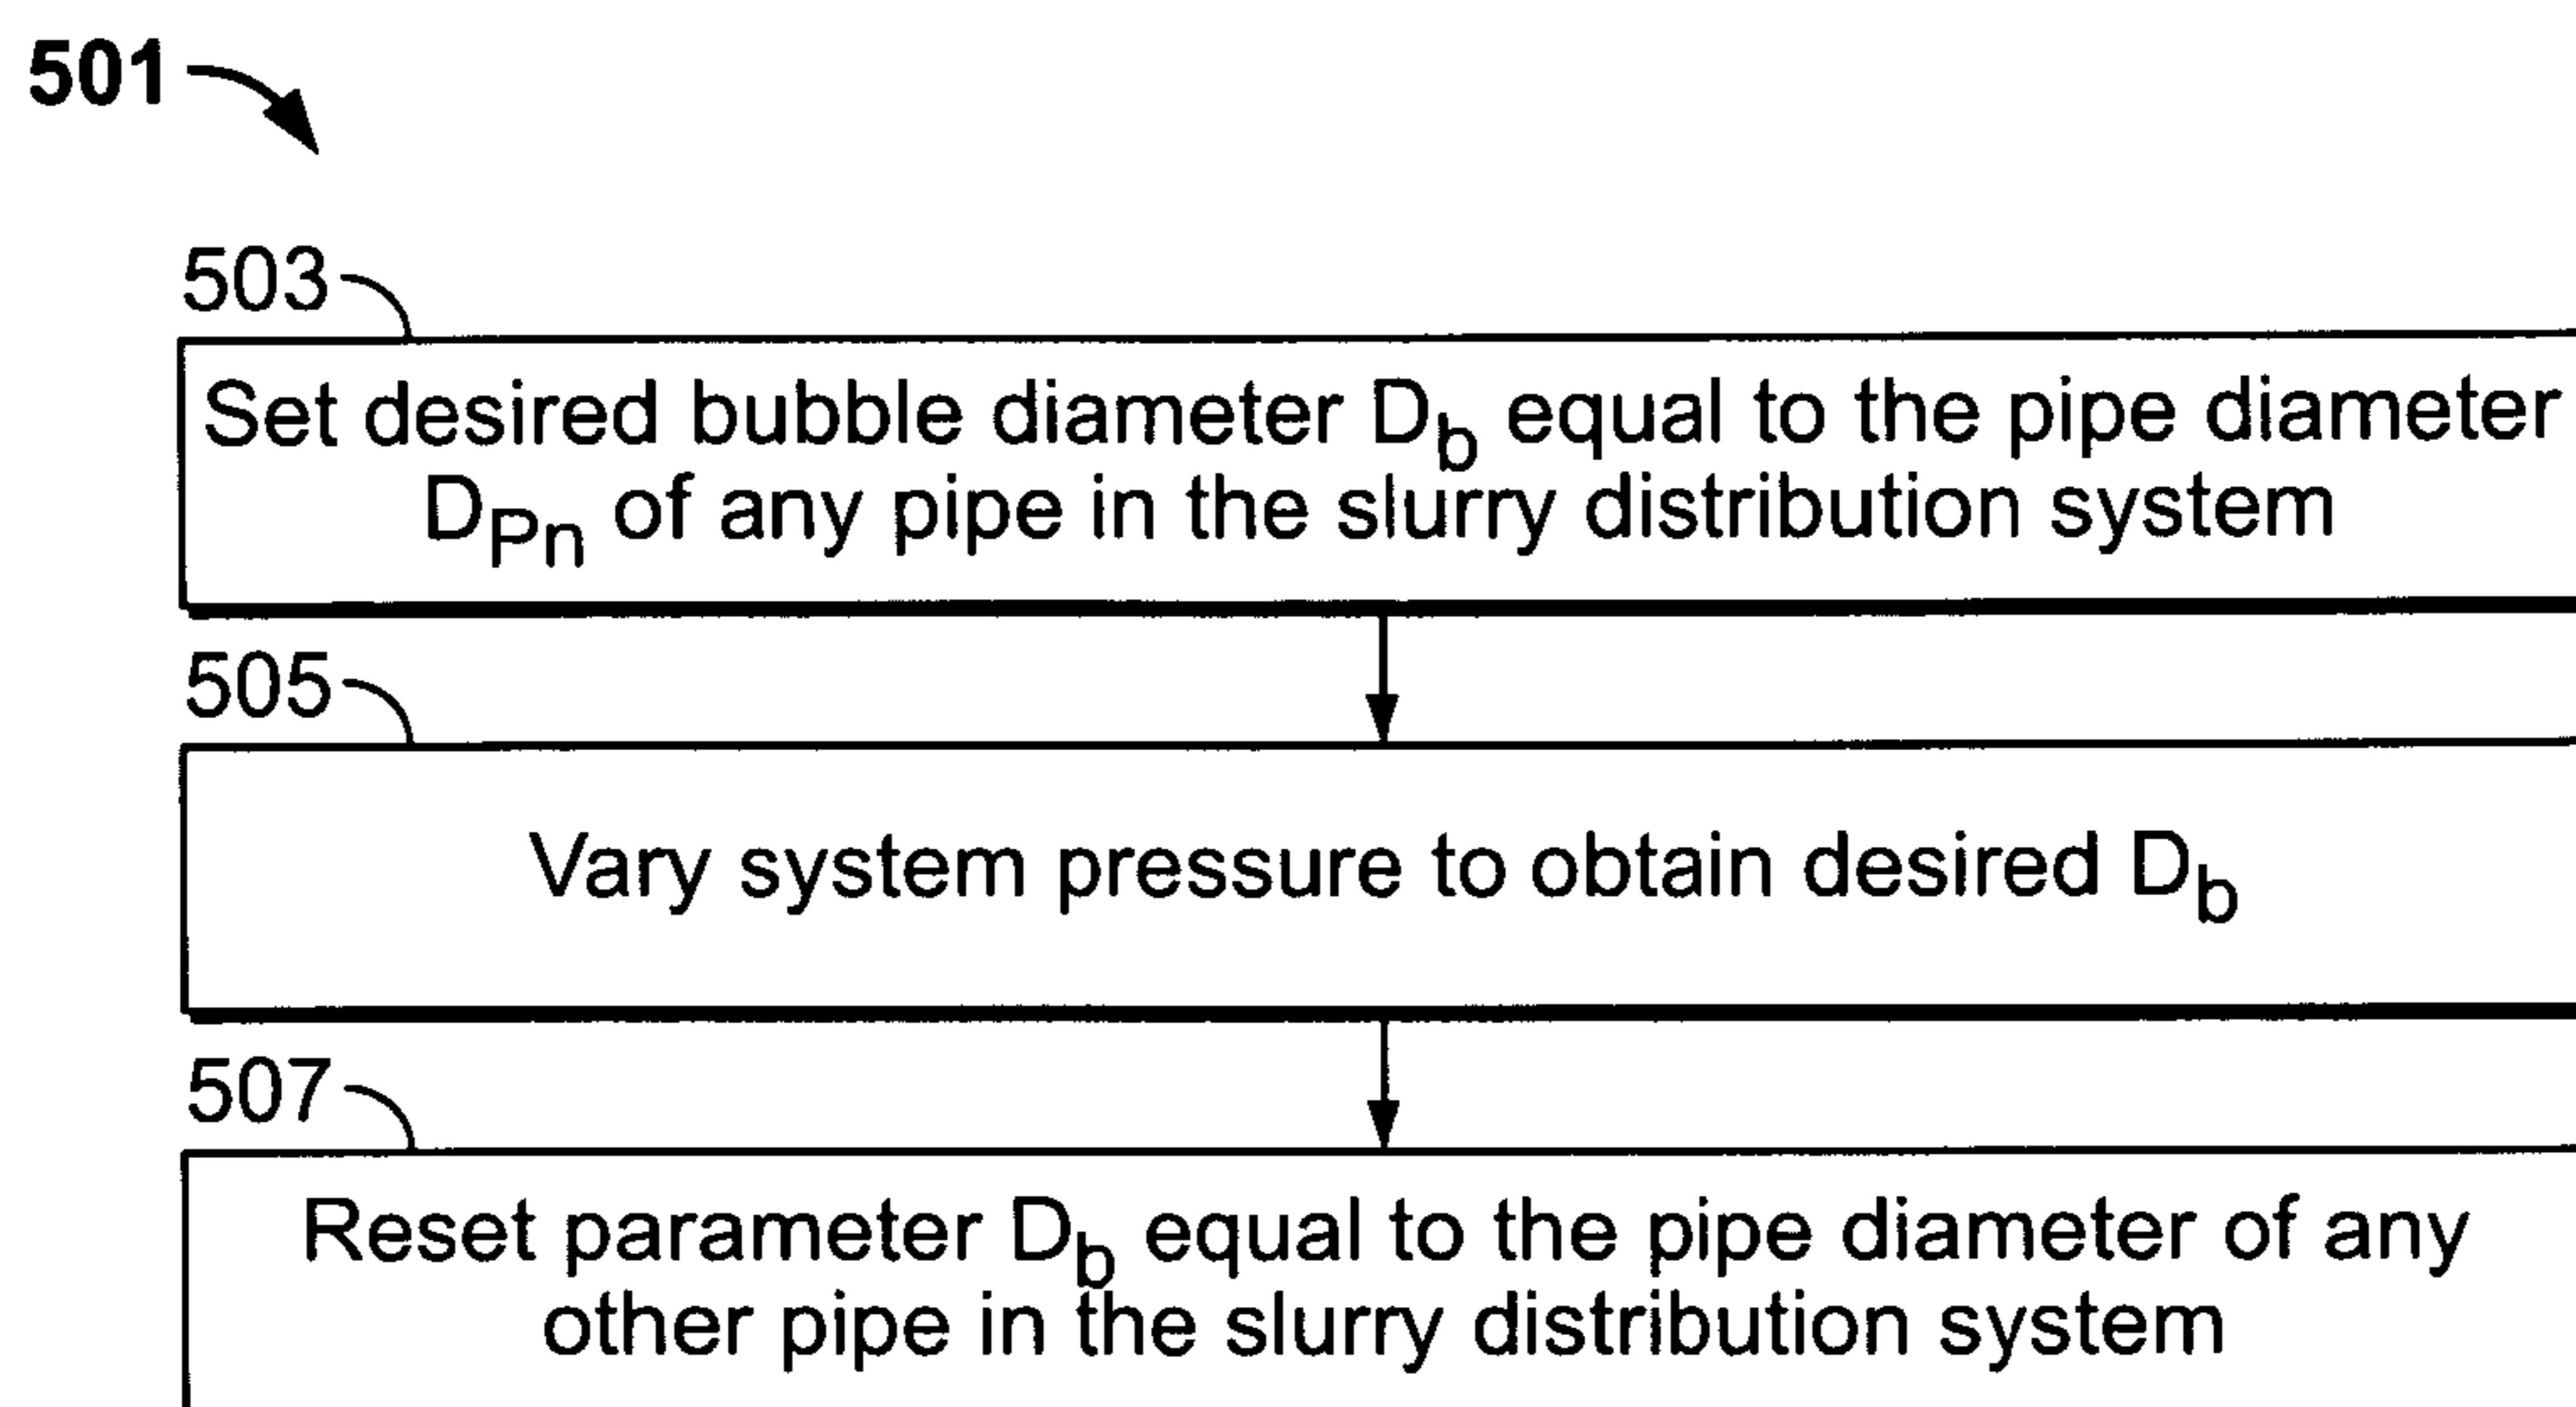 501
503
Set desired bubble diameter D_b equal to the pipe diameter
D_Pn of any pipe in the slurry distribution system
505
Vary system pressure to obtain desired D_b
507
Reset parameter D_b equal to the pipe diameter of any
other pipe in the slurry distribution system